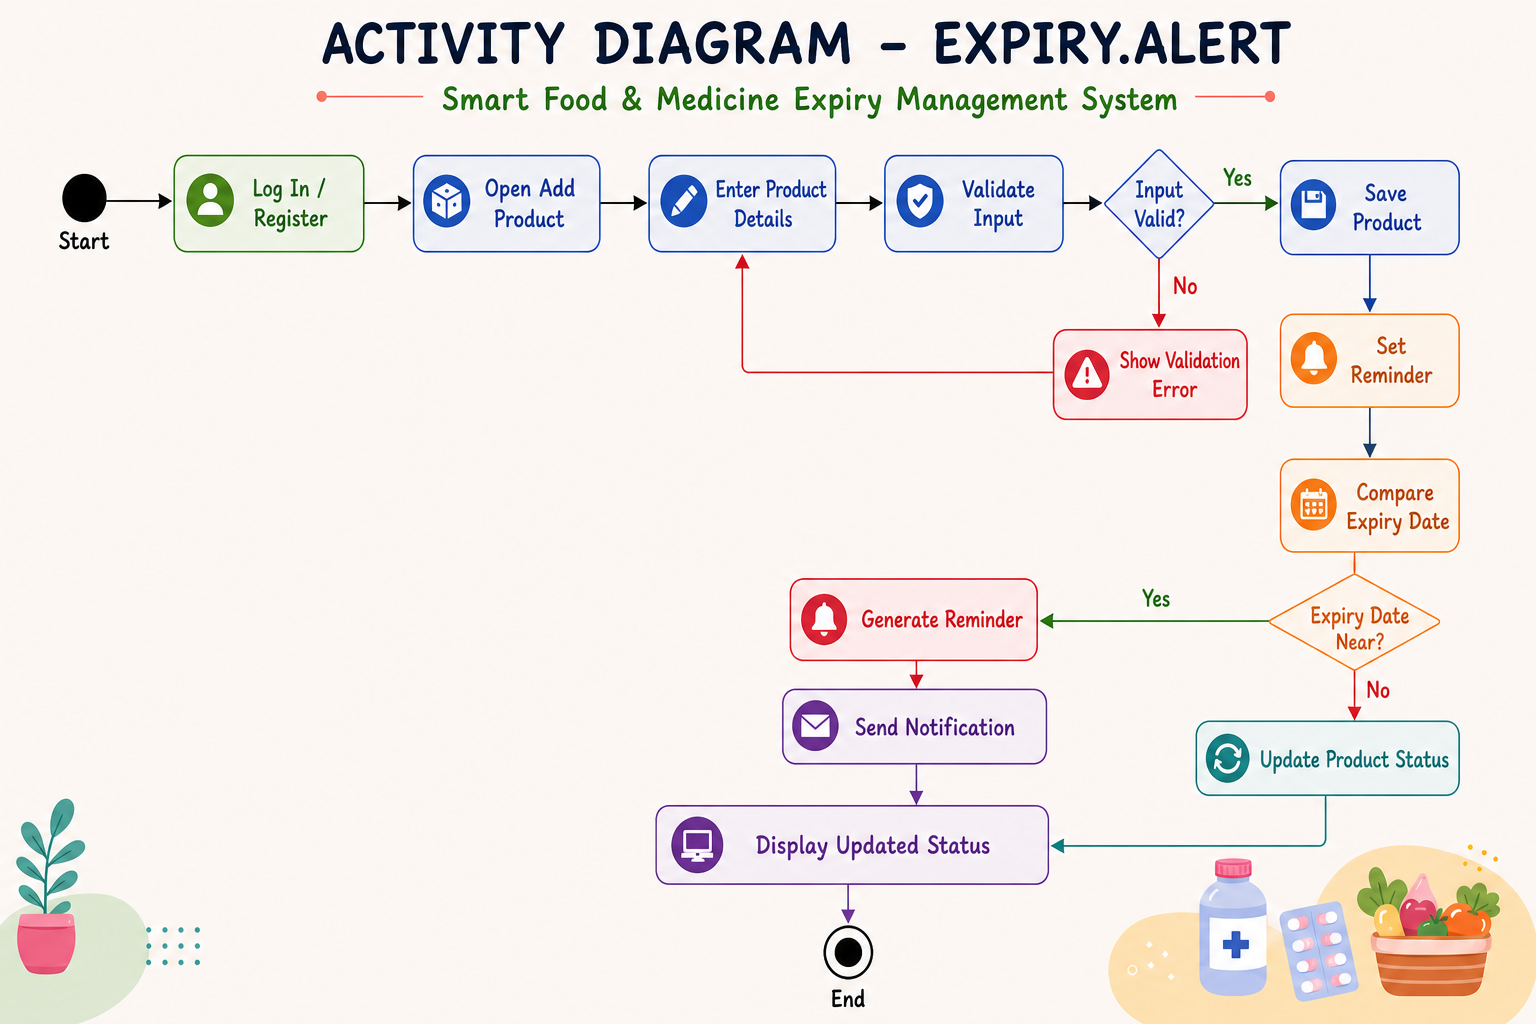 ACTIVITY DIAGRAM – EXPIRY.ALERT
Smart Food & Medicine Expiry Management System
Start
Log In /
Register
Open Add
Product
Enter Product
Details
Validate
Input
Input
Valid?
Yes
Save
Product
No
Show Validation
Error
Set
Reminder
Compare
Expiry Date
Expiry Date
Near?
Yes
Generate Reminder
No
Send Notification
Update Product Status
Display Updated Status
End